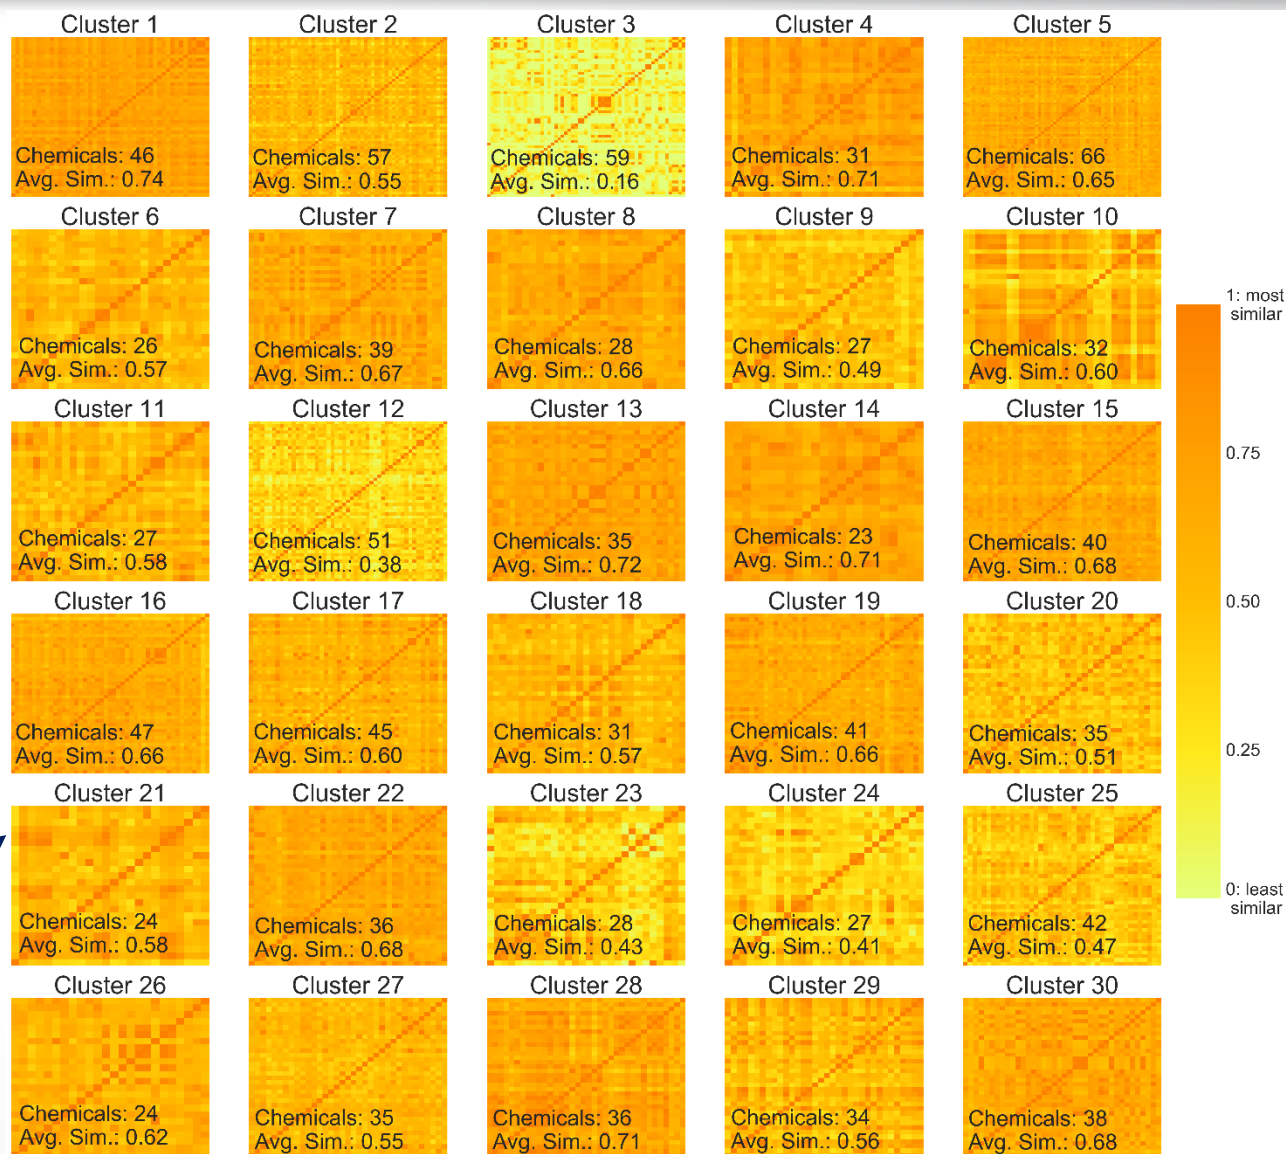 Cluster 1
Cluster 2
Cluster 3
Cluster 4
Cluster 5
Chemicals: 46
Avg. Sim.: 0.74
Chemicals: 57
Avg. Sim.: 0.55
Chemicals: 59
Avg. Sim.: 0.16
Chemicals: 31
Avg. Sim.: 0.71
Chemicals: 66
Avg. Sim.: 0.65
Cluster 6
Cluster 7
Cluster 8
Cluster 9
Cluster 10
Chemicals: 26
Avg. Sim.: 0.57
Chemicals: 39
Avg. Sim.: 0.67
Chemicals: 28
Avg. Sim.: 0.66
Chemicals: 27
Avg. Sim.: 0.49
Chemicals: 32
Avg. Sim.: 0.60
Cluster 11
Cluster 12
Cluster 13
Cluster 14
Cluster 15
Chemicals: 27
Avg. Sim.: 0.58
Chemicals: 51
Avg. Sim.: 0.38
Chemicals: 35
Avg. Sim.: 0.72
Chemicals: 23
Avg. Sim.: 0.71
Chemicals: 40
Avg. Sim.: 0.68
Cluster 16
Cluster 17
Cluster 18
Cluster 19
Cluster 20
Chemicals: 47
Avg. Sim.: 0.66
Chemicals: 45
Avg. Sim.: 0.60
Chemicals: 31
Avg. Sim.: 0.57
Chemicals: 41
Avg. Sim.: 0.66
Chemicals: 35
Avg. Sim.: 0.51
Cluster 21
Cluster 22
Cluster 23
Cluster 24
Cluster 25
Chemicals: 24
Avg. Sim.: 0.58
Chemicals: 36
Avg. Sim.: 0.68
Chemicals: 28
Avg. Sim.: 0.43
Chemicals: 27
Avg. Sim.: 0.41
Chemicals: 42
Avg. Sim.: 0.47
Cluster 26
Cluster 27
Cluster 28
Cluster 29
Cluster 30
Chemicals: 24
Avg. Sim.: 0.62
Chemicals: 35
Avg. Sim.: 0.55
Chemicals: 36
Avg. Sim.: 0.71
Chemicals: 34
Avg. Sim.: 0.56
Chemicals: 38
Avg. Sim.: 0.68
1: most
similar
0.75
0.50
0.25
0: least
similar